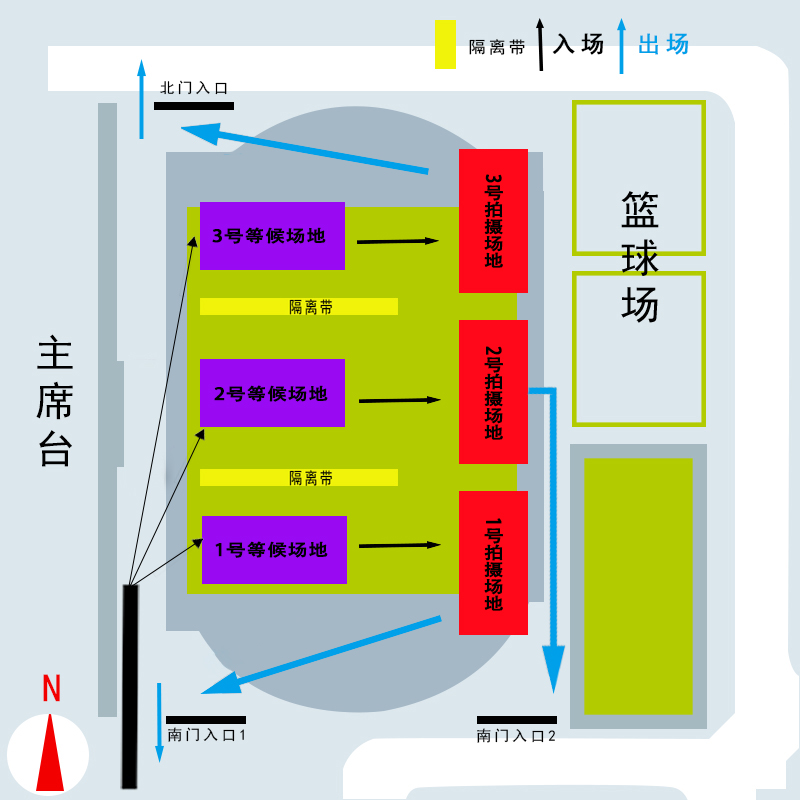 隔离带
入场
出场
北门入口
3号拍摄场地
3号等候场地
篮球场
隔离带
主席台
2号等候场地
2号拍摄场地
隔离带
1号等候场地
1号拍摄场地
N
南门入口1
南门入口2